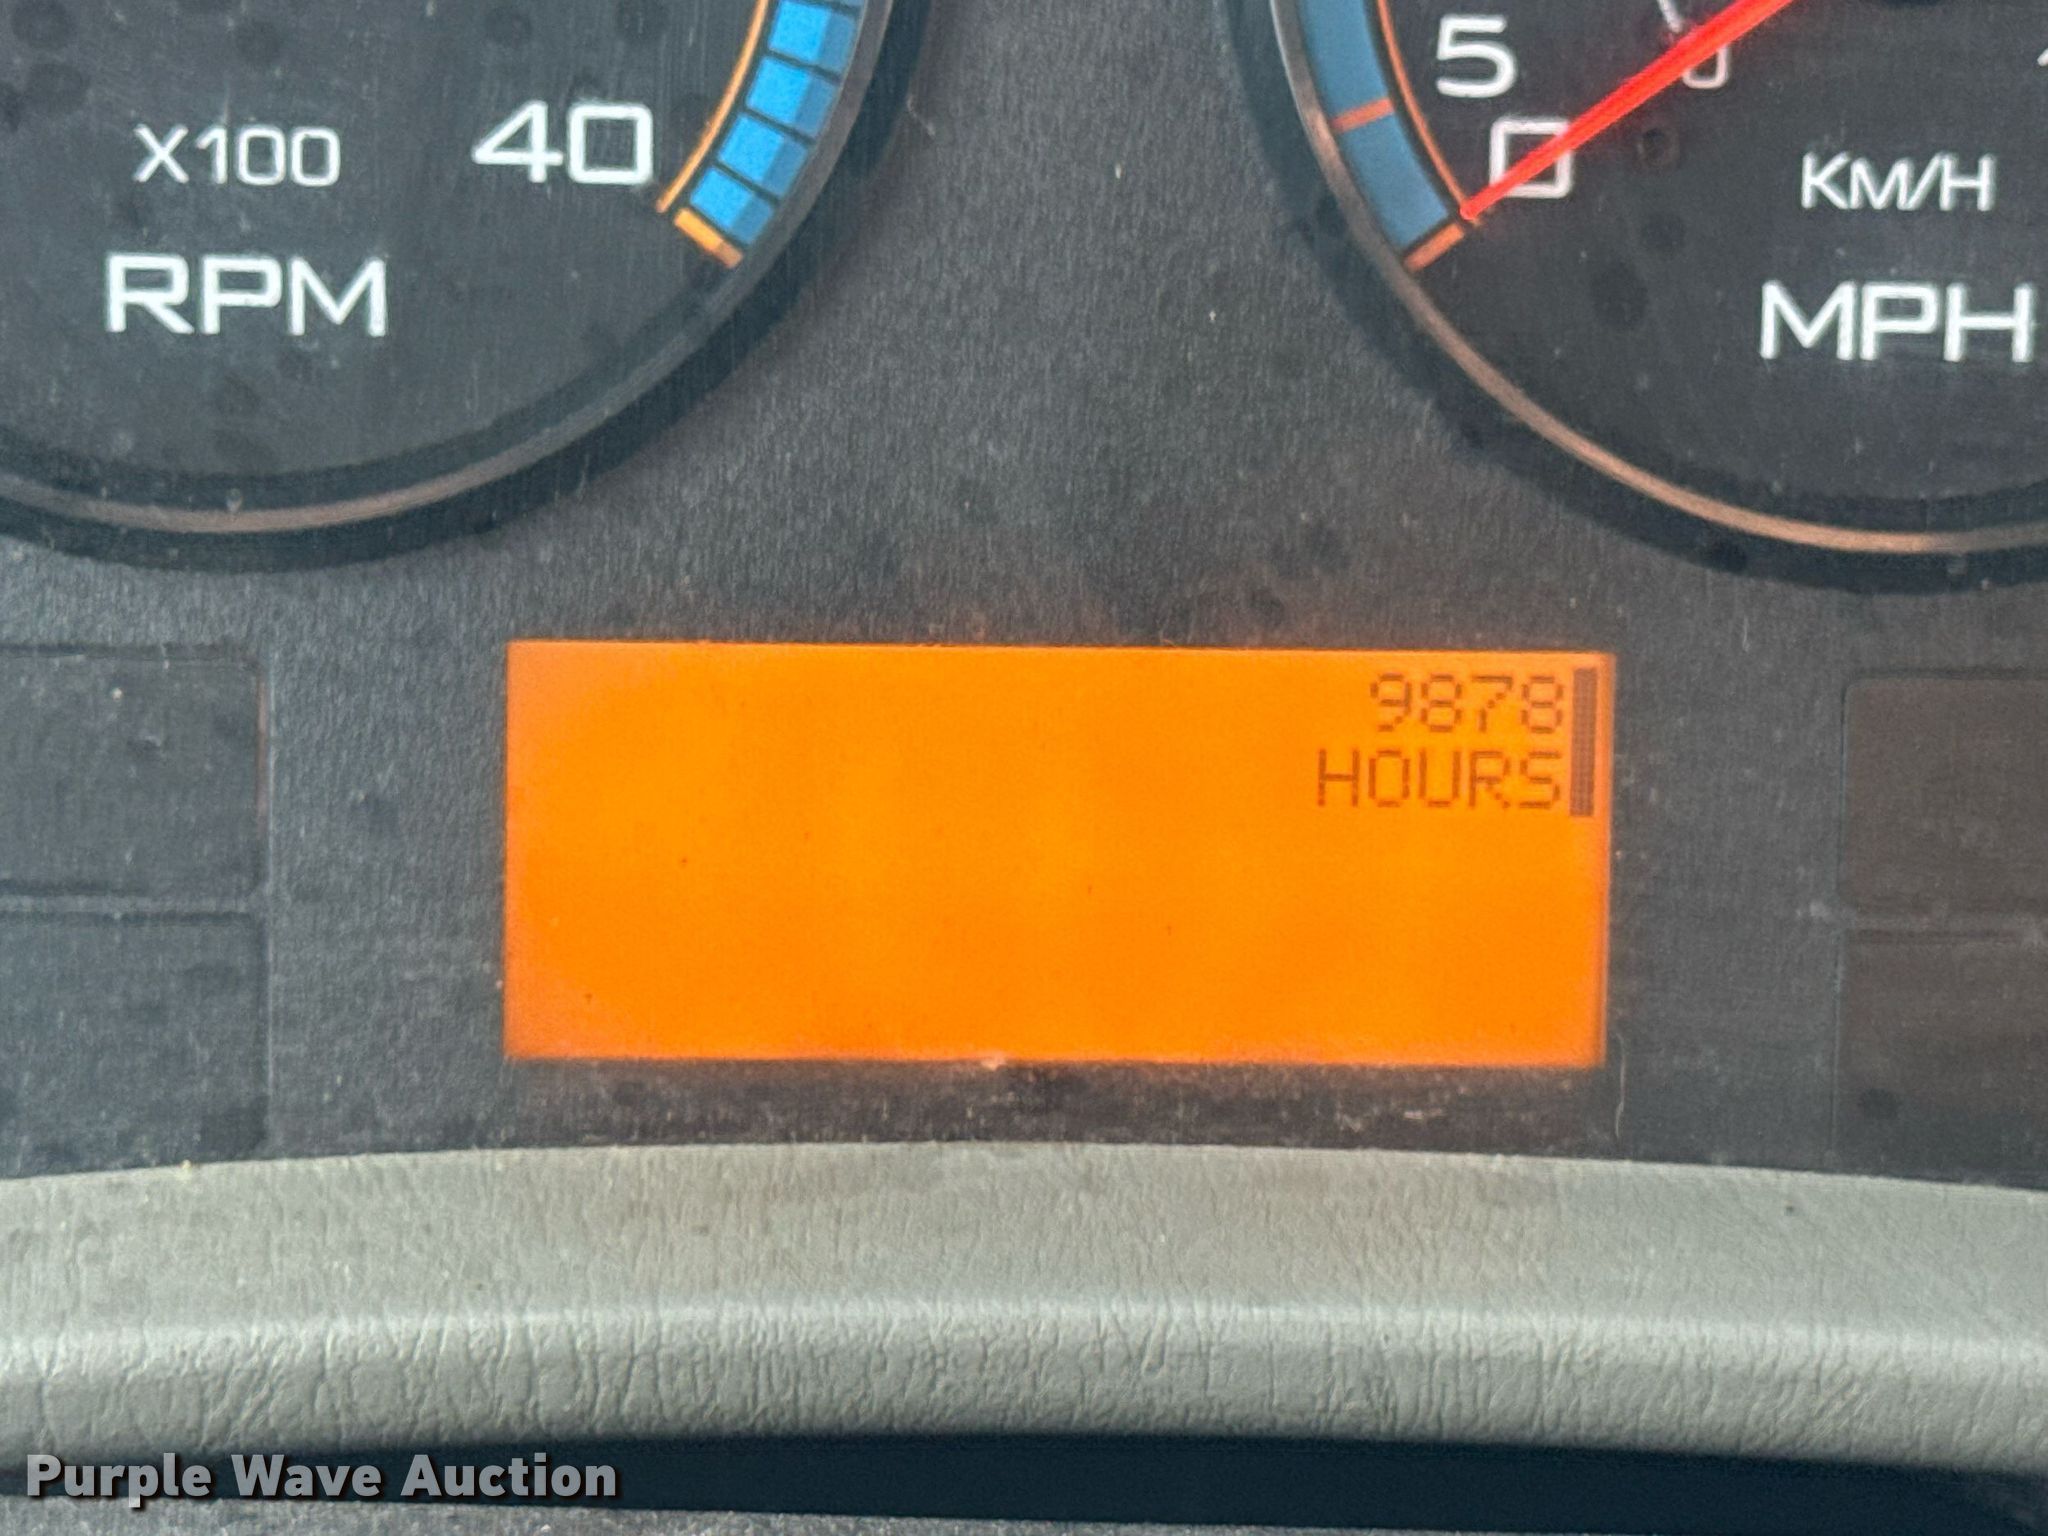 5
0
X100
40
KM/H
RPM
MPH
9878
HOURS
Purple Wave Auction